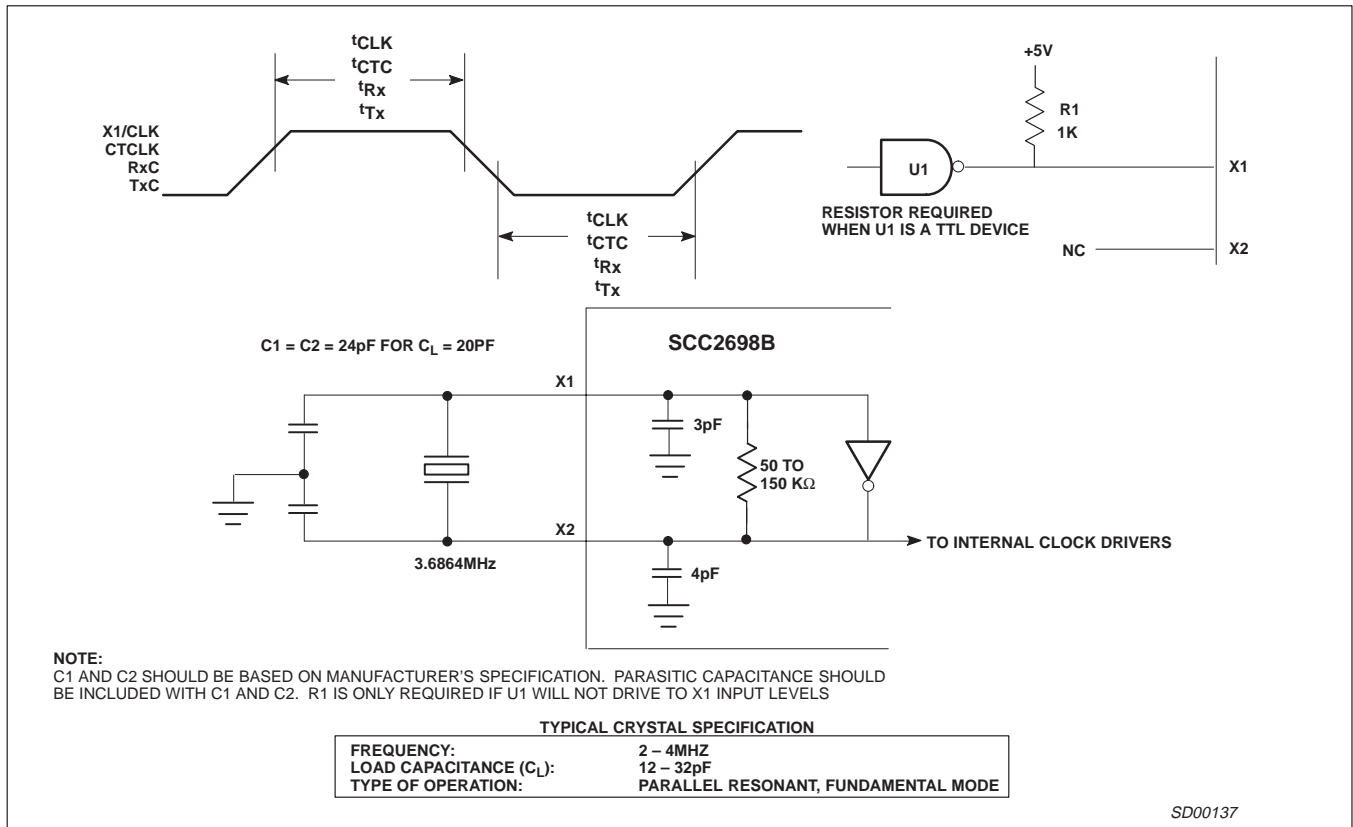 tCLK
tCTC
tRx
tTx
X1/CLK
CTCLK
RxC
TxC
tCLK
tCTC
tRx
tTx
+5V
R1
1K
U1
X1
RESISTOR REQUIRED
WHEN U1 IS A TTL DEVICE
NC
X2
C1 = C2 = 24pF FOR CL = 20PF
SCC2698B
X1
3pF
50 TO
150 KΩ
X2
TO INTERNAL CLOCK DRIVERS
3.6864MHz
4pF
NOTE:
C1 AND C2 SHOULD BE BASED ON MANUFACTURER'S SPECIFICATION. PARASITIC CAPACITANCE SHOULD
BE INCLUDED WITH C1 AND C2. R1 IS ONLY REQUIRED IF U1 WILL NOT DRIVE TO X1 INPUT LEVELS
TYPICAL CRYSTAL SPECIFICATION
FREQUENCY: 2 – 4MHZ
LOAD CAPACITANCE (CL): 12 – 32pF
TYPE OF OPERATION: PARALLEL RESONANT, FUNDAMENTAL MODE
SD00137